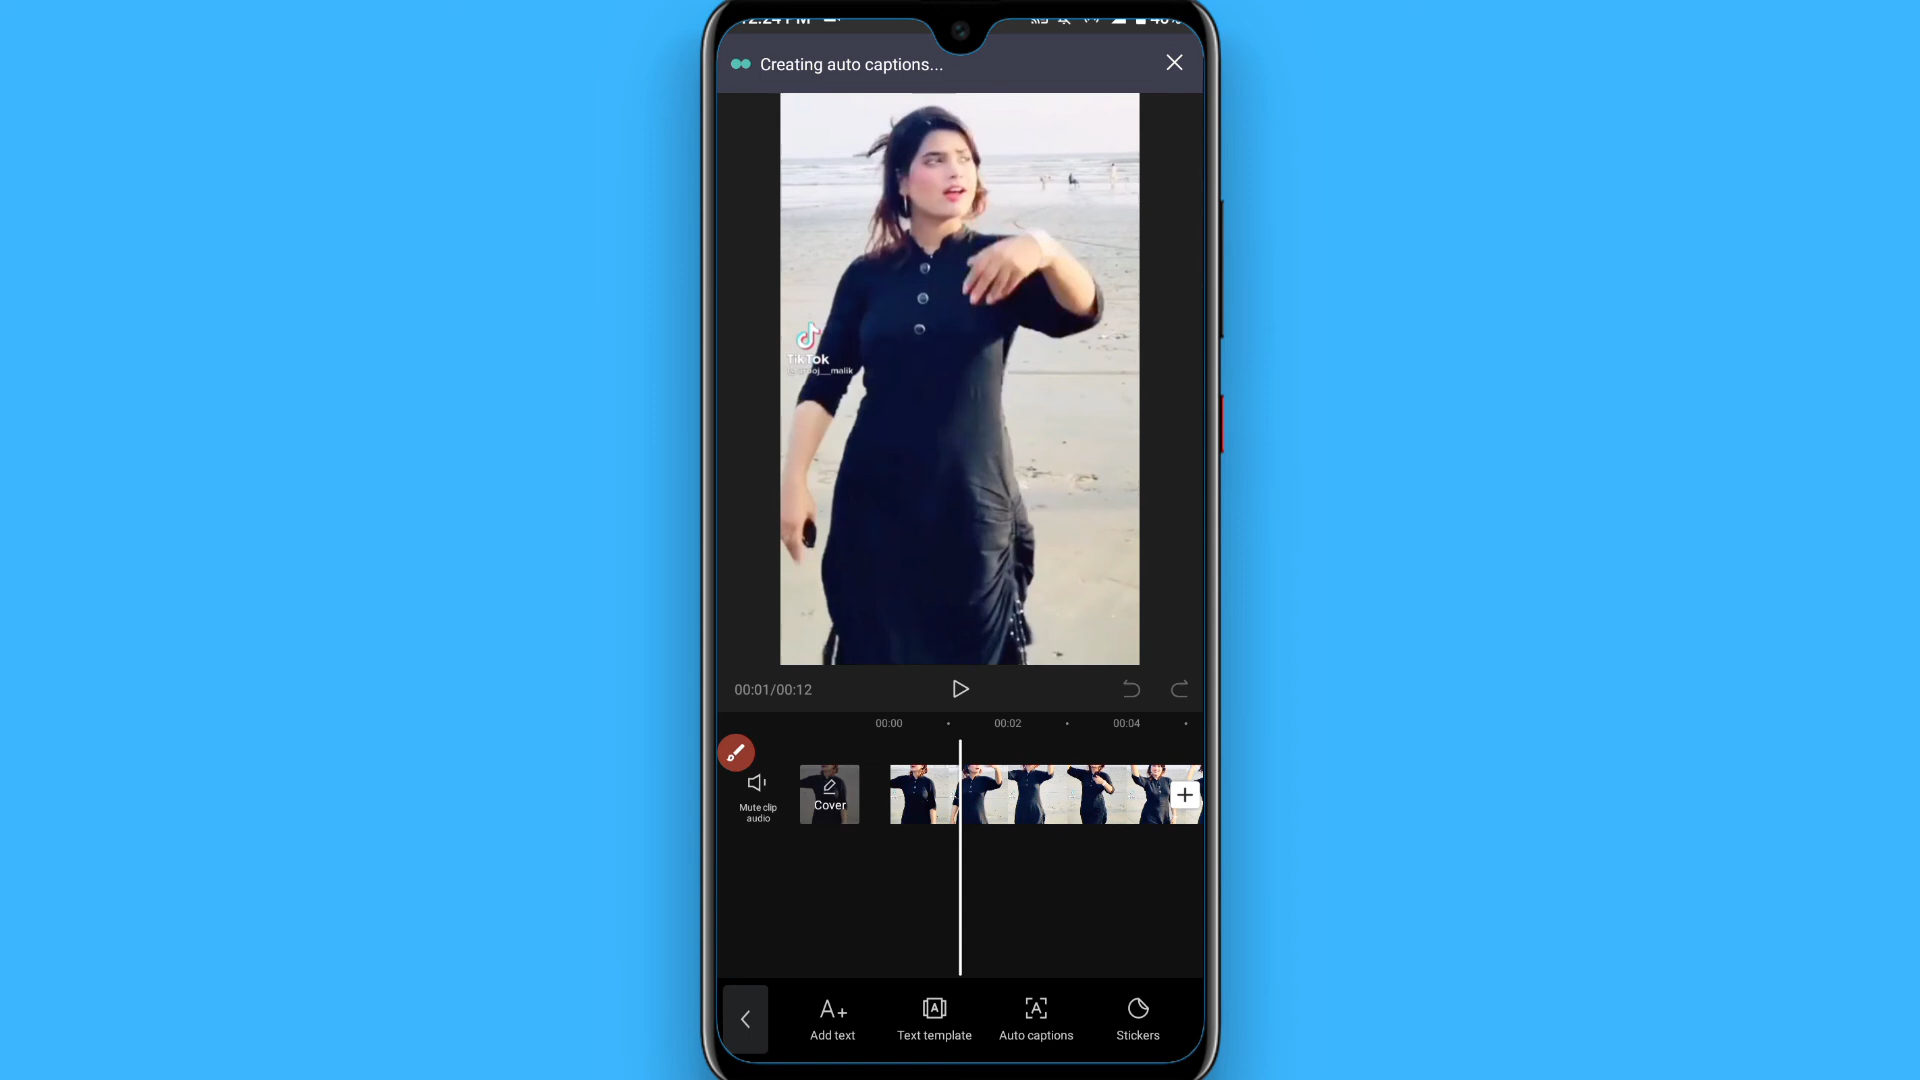 Creating auto captions...
TikTok
00:01/00:12
00:00
00:02
00:04
Mute clip
audio
Cover
Add text
Text template
Auto captions
Stickers